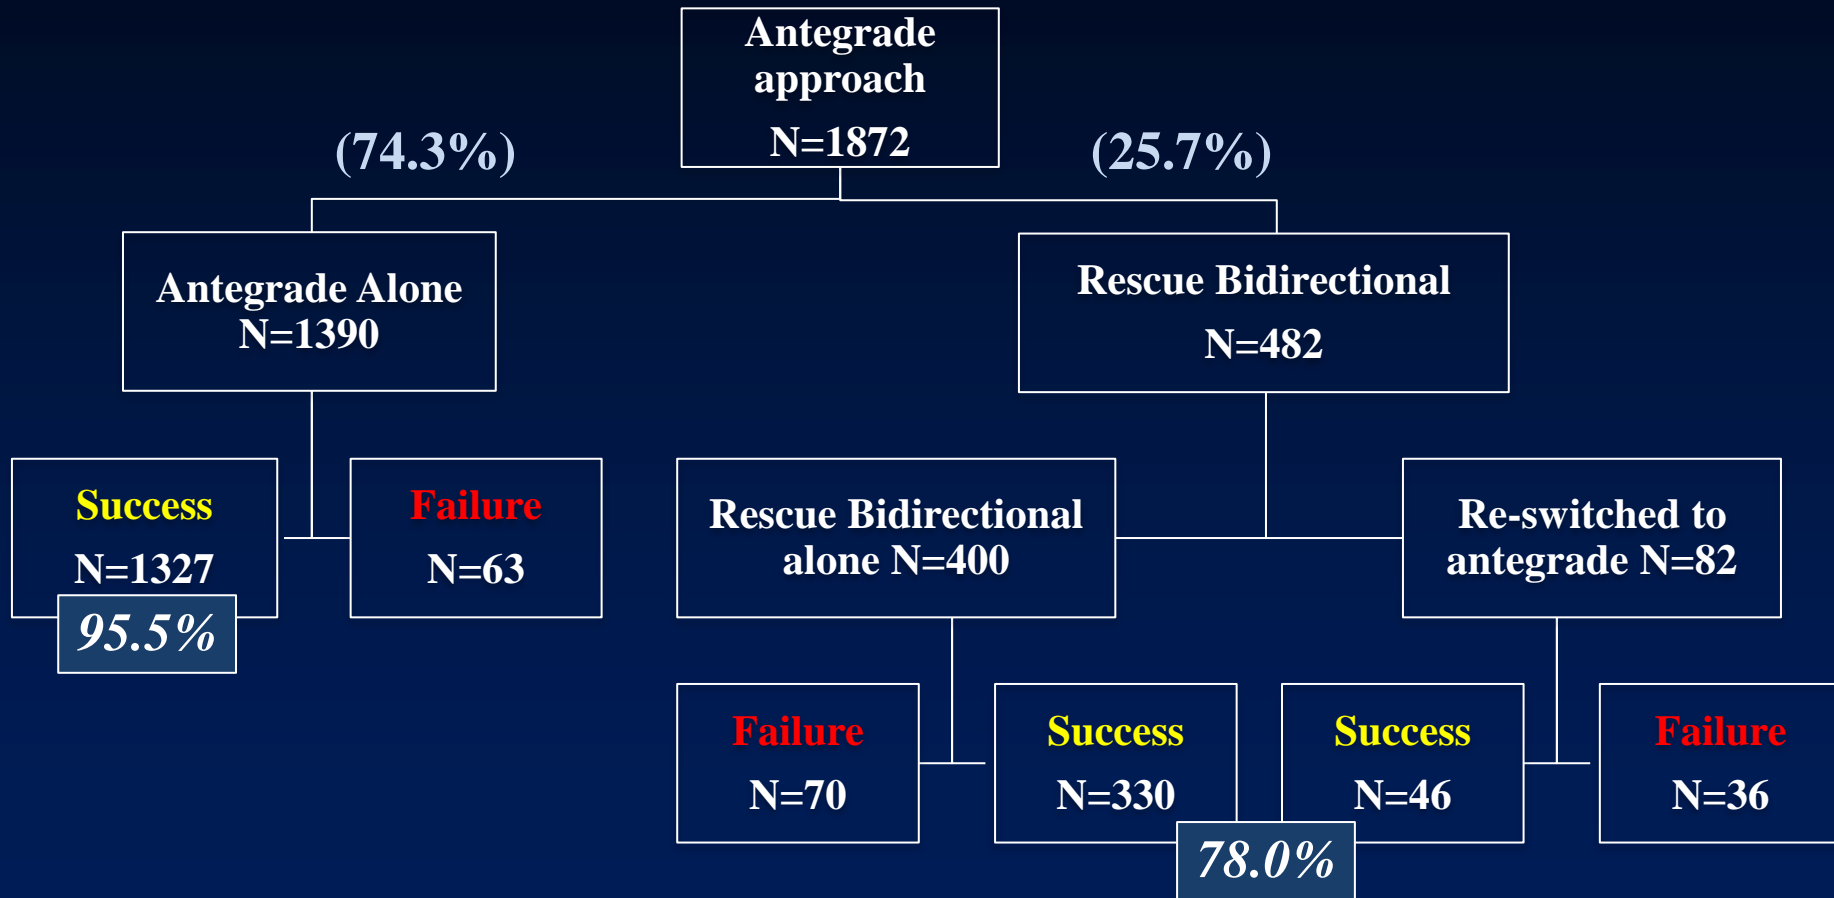 Antegrade
approach
N=1872
(74.3%)
(25.7%)
Antegrade Alone
N=1390
Rescue Bidirectional
N=482
Success
N=1327
95.5%
Failure
N=63
Rescue Bidirectional
alone N=400
Re-switched to
antegrade N=82
Failure
N=70
Success
N=330
Success
N=46
78.0%
Failure
N=36